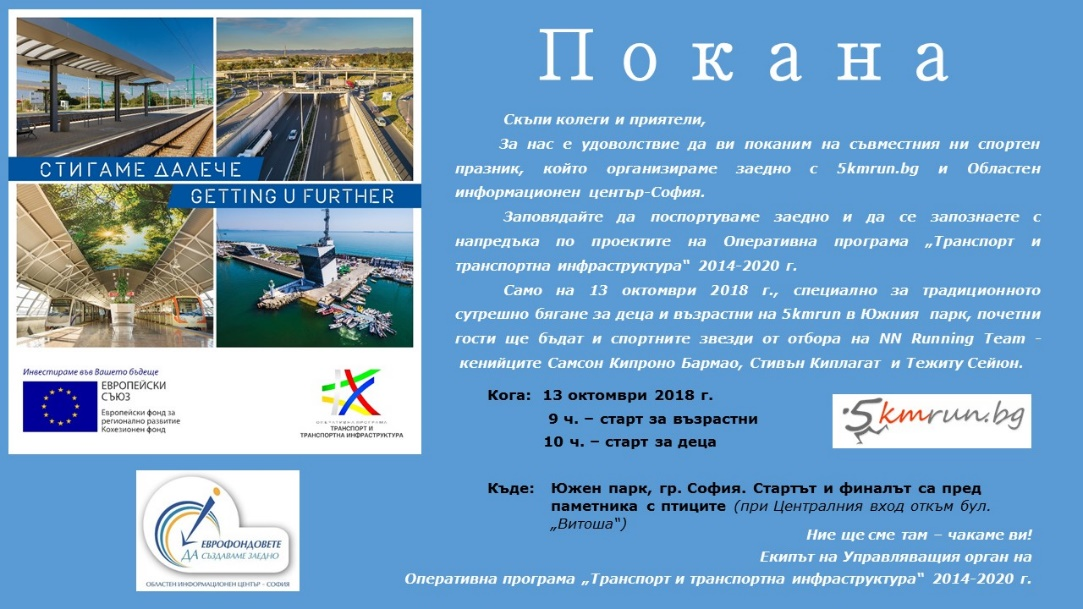 Покана
СТИГАМЕ ДАЛЕЧЕ
GETTING U FURTHER
Инвестираме във Вашето бъдеще
ЕВРОПЕЙСКИ
СЪЮЗ
Европейски фонд за
регионално развитие
Кохезионен фонд
ОПЕРАТИВНА ПРОГРАМА
ТРАНСПОРТ И
ТРАНСПОРТНА ИНФРАСТРУКТУРА
Скъпи колеги и приятели,
За нас е удоволствие да ви поканим на съвместния ни спортен
празник, който организираме заедно с 5kmrun.bg и Областен
информационен център-София.
Заповядайте да поспортуваме заедно и да се запознаете с
напредъка по проектите на Оперативна програма „Транспорт и
транспортна инфраструктура" 2014-2020 г.
Само на 13 октомври 2018 г., специално за традиционното
сутрешно бягане за деца и възрастни на 5kmrun в Южния парк, почетни
гости ще бъдат и спортните звезди от отбора на NN Running Team -
кенийците Самсон Кипроно Бармао, Стивън Киплагат и Тежиту Сейюн.
Кога: 13 октомври 2018 г.
9 ч. – старт за възрастни
10 ч. – старт за деца
5kmrun.bg
Къде: Южен парк, гр. София. Стартът и финалът са пред
паметника с птиците (при Централния вход откъм бул.
„Витоша")
Ние ще сме там – чакаме ви!
Екипът на Управляващия орган на
Оперативна програма „Транспорт и транспортна инфраструктура" 2014-2020 г.
ЕВРОФОНДОВЕТЕ
ДА СЪЗДАВАМЕ ЗАЕДНО
ОБЛАСТЕН ИНФОРМАЦИОНЕН ЦЕНТЪР - СОФИЯ